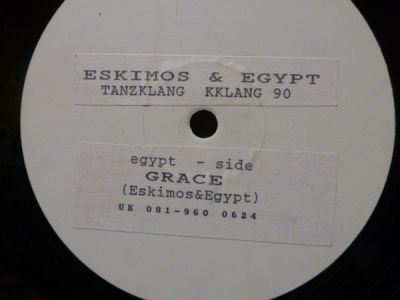 ESKIMOS & EGYPT
TANZKLANG KKLANG 90
egypt - side
GRACE
(Eskimos&Egypt)
UK 081-960 0624